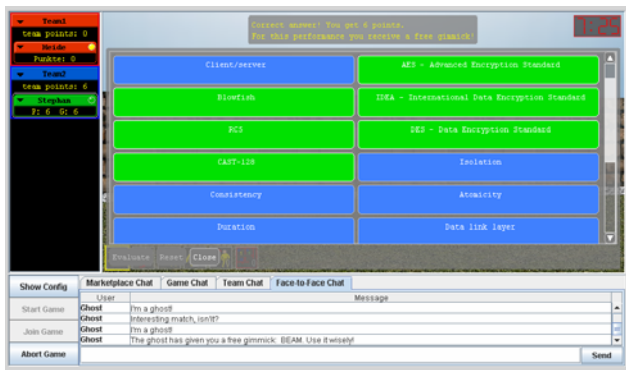 Team1
team points: 0
Heide
Punkte: 0
Team2
team points: 6
Stephan
P: 6 G: 6
Correct answer! You get 6 points.
For this performance you receive a free gimmick!
Client/server
AES - Advanced Encryption Standard
Blowfish
IDEA - International Data Encryption Standard
RC5
DES - Data Encryption Standard
CAST-128
Isolation
Consistency
Atomicity
Duration
Data link layer
Evaluate Reset Close
Show Config
Start Game
Join Game
Abort Game
Marketplace Chat Game Chat Team Chat Face-to-Face Chat
User Message
Ghost I'm a ghost!
Ghost Interesting match, isn't it?
Ghost I'm a ghost!
Ghost The ghost has given you a free gimmick: BEAM. Use it wisely!
Send